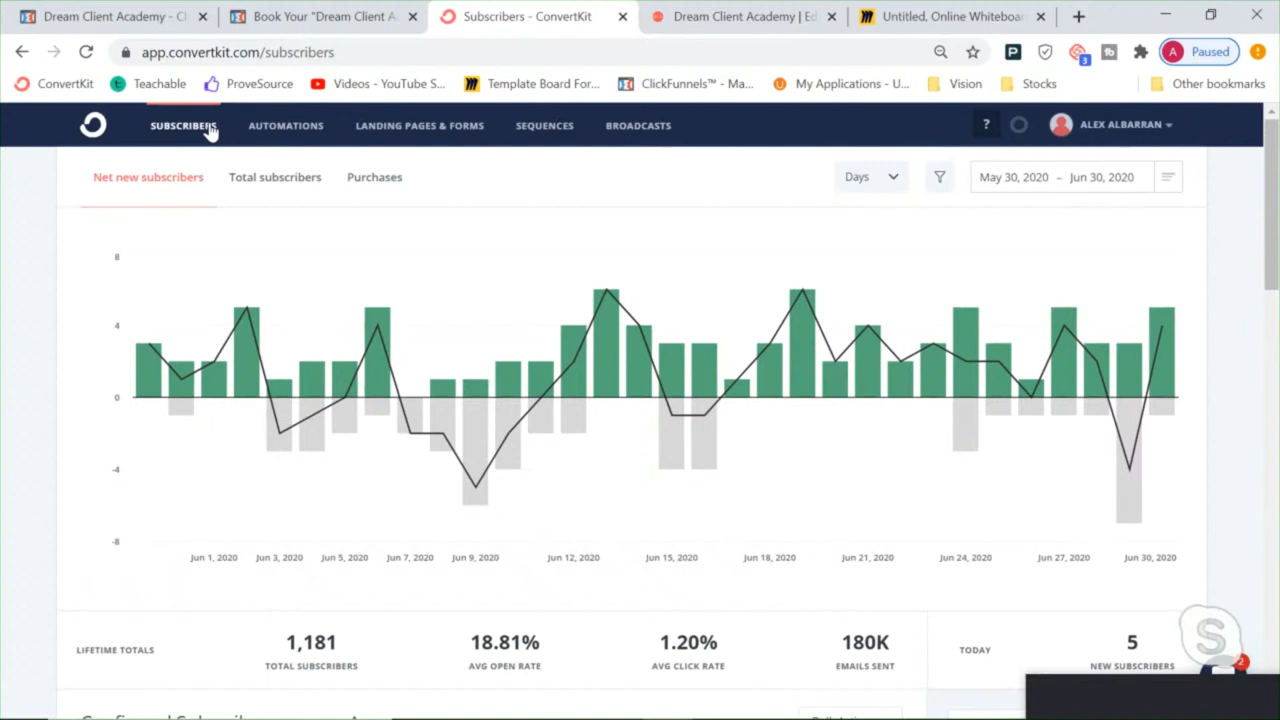 Dream Client Academy - Cl
Book Your "Dream Client A
Subscribers - ConvertKit
Dream Client Academy | Ed
Untitled, Online Whiteboar
app.convertkit.com/subscribers
P
3
fb
A Paused
ConvertKit
Teachable
ProveSource
Videos - YouTube S...
Template Board For...
ClickFunnels™ - Ma...
My Applications - U...
Vision
Stocks
Other bookmarks
SUBSCRIBERS
AUTOMATIONS
LANDING PAGES & FORMS
SEQUENCES
BROADCASTS
?
ALEX ALBARRAN
Net new subscribers
Total subscribers
Purchases
Days
May 30, 2020 – Jun 30, 2020
8
4
0
-4
-8
Jun 1, 2020
Jun 3, 2020
Jun 5, 2020
Jun 7, 2020
Jun 9, 2020
Jun 12, 2020
Jun 15, 2020
Jun 18, 2020
Jun 21, 2020
Jun 24, 2020
Jun 27, 2020
Jun 30, 2020
LIFETIME TOTALS
1,181
TOTAL SUBSCRIBERS
18.81%
AVG OPEN RATE
1.20%
AVG CLICK RATE
180K
EMAILS SENT
TODAY
5
NEW SUBSCRIBERS
S
2